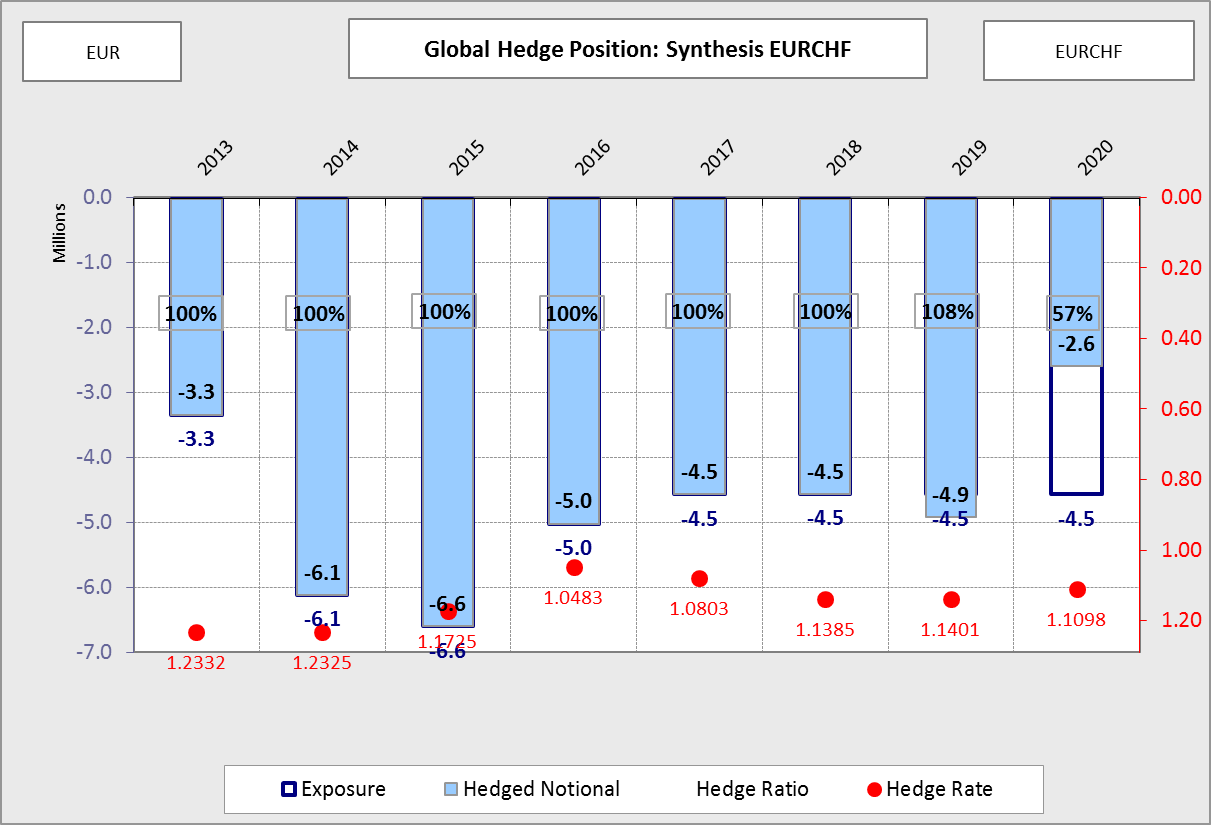 EUR
Global Hedge Position: Synthesis EURCHF
EURCHF
2013 2014 2015 2016 2017 2018 2019 2020
Millions
0.0
-1.0
-2.0
-3.0
-4.0
-5.0
-6.0
-7.0
100% 100% 100% 100% 100% 100% 108% 57%
-3.3 -6.1 -6.6 -5.0 -4.5 -4.5 -4.9 -2.6
-3.3 -6.1 -6.6 -5.0 -4.5 -4.5 -4.5 -4.5
1.2332 1.2325 1.1725 1.0483 1.0803 1.1385 1.1401 1.1098
0.00
0.20
0.40
0.60
0.80
1.00
1.20
Exposure Hedged Notional Hedge Ratio Hedge Rate